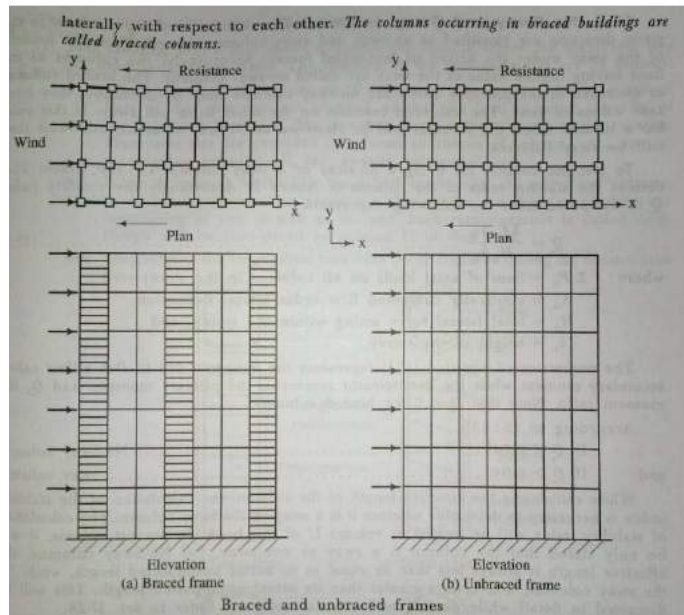 laterally with respect to each other. The columns occurring in braced buildings are
called braced columns.
y Resistance
y Resistance
Wind
Wind
x
x
Plan
y
x
Plan
Elevation
(a) Braced frame
Elevation
(b) Unbraced frame
Braced and unbraced frames